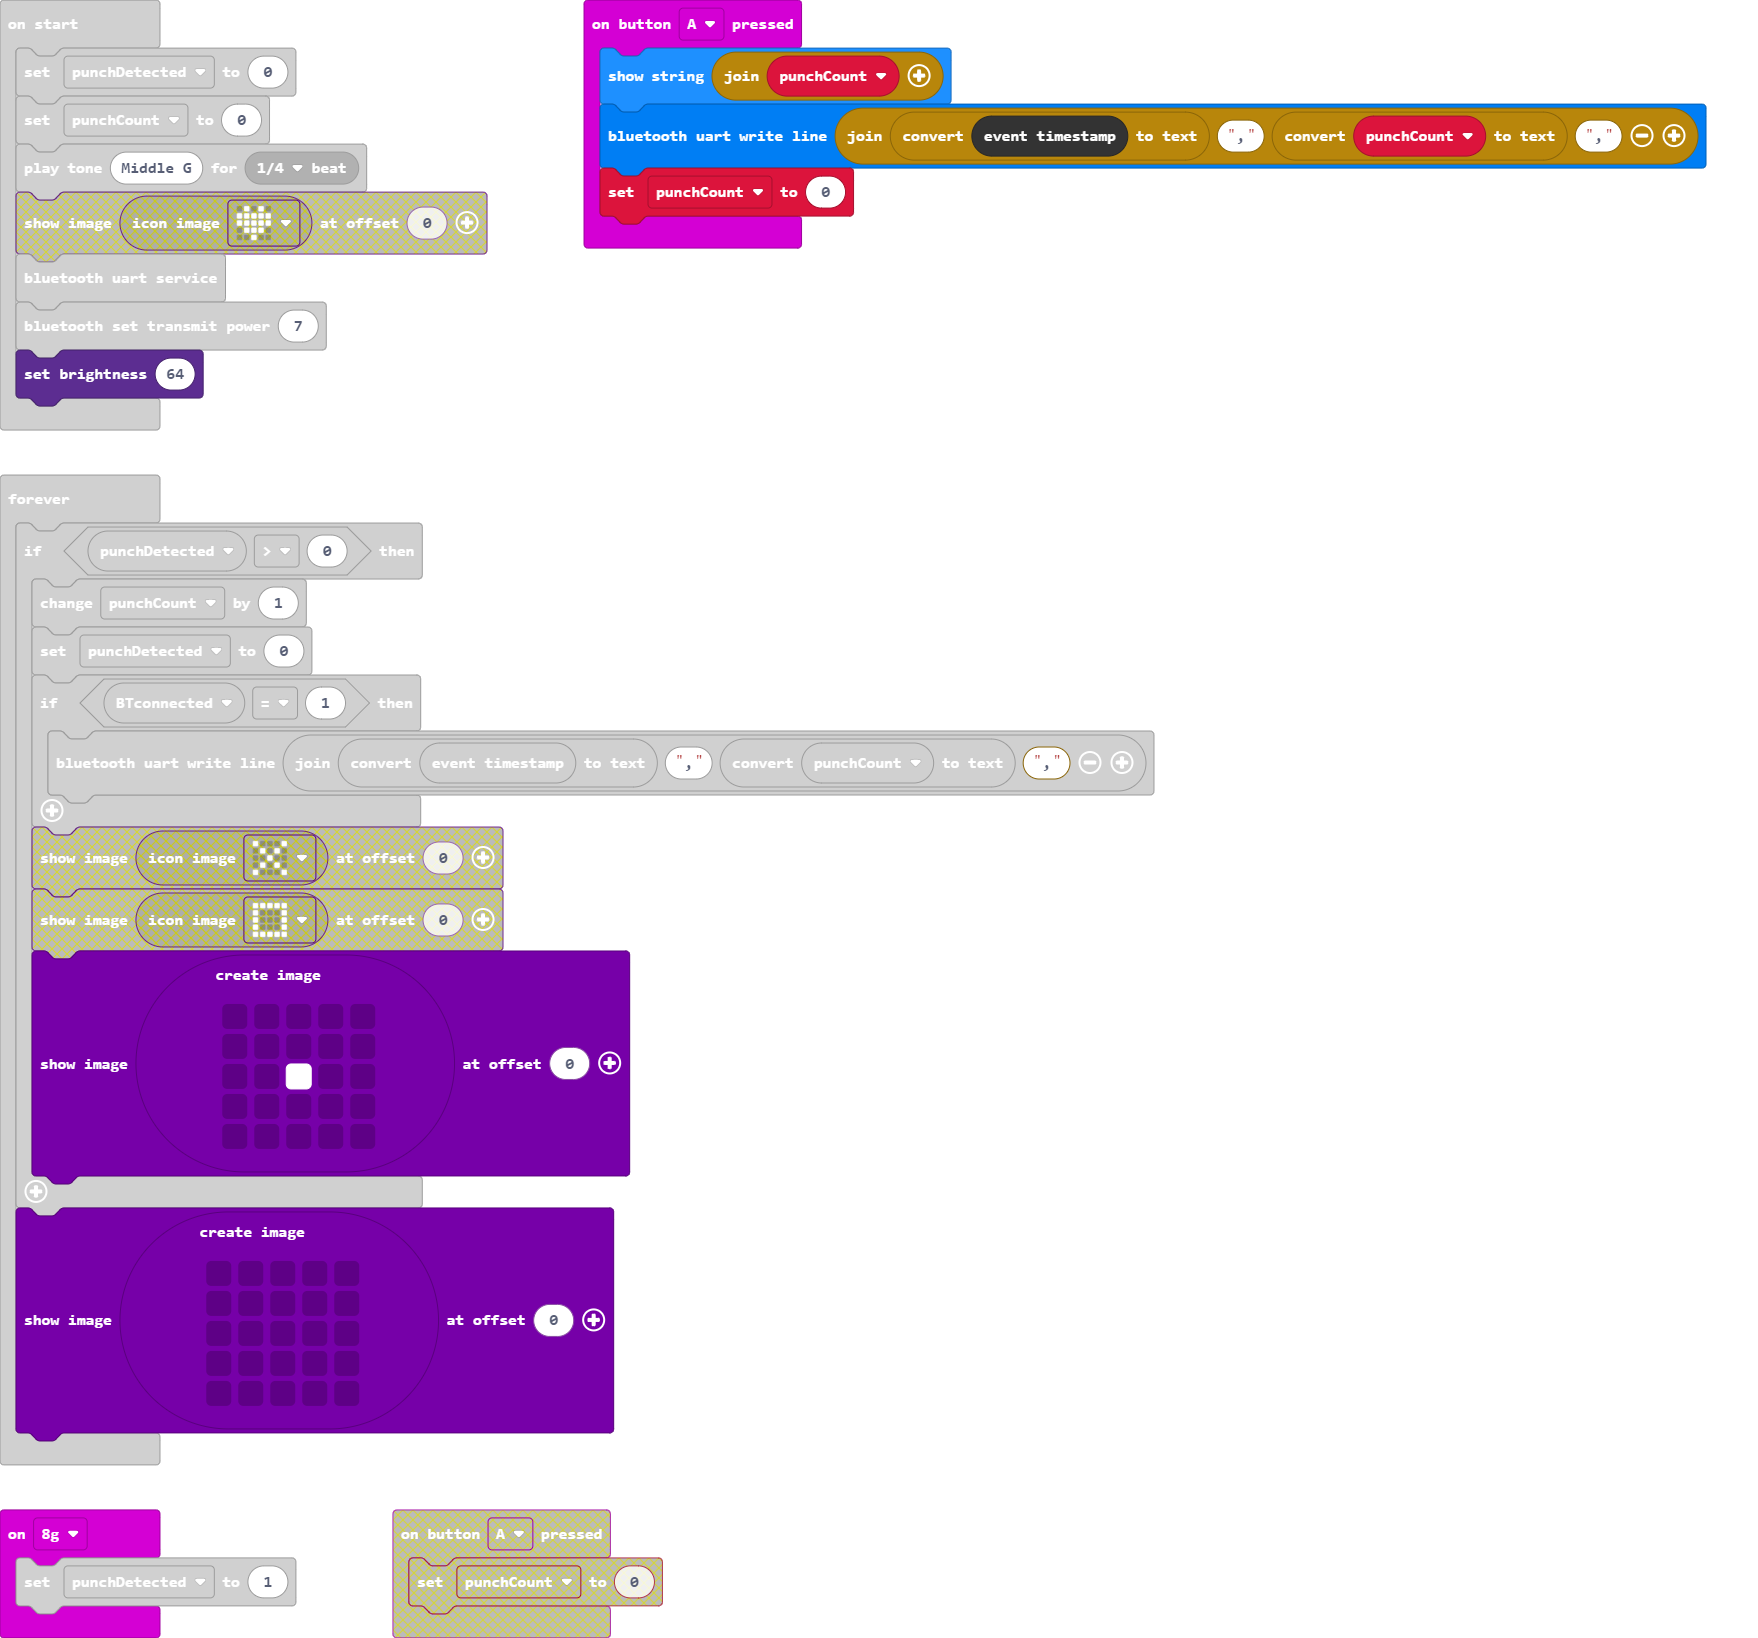 on start
set punchDetected to 0
set punchCount to 0
play tone Middle G for 1/4 beat
show image icon image at offset 0
bluetooth uart service
bluetooth set transmit power 7
set brightness 64
on button A pressed
show string join punchCount
bluetooth uart write line join convert event timestamp to text "," convert punchCount to text ","
set punchCount to 0
forever
if punchDetected > 0 then
change punchCount by 1
set punchDetected to 0
if BTconnected = 1 then
bluetooth uart write line join convert event timestamp to text "," convert punchCount to text ","
show image icon image at offset 0
show image icon image at offset 0
create image
show image at offset 0
create image
show image at offset 0
on 8g
set punchDetected to 1
on button A pressed
set punchCount to 0